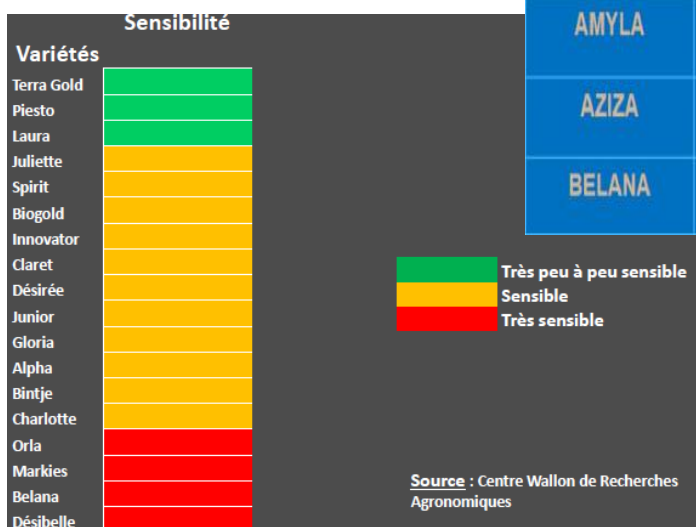 Sensibilité
Variétés
Terra Gold
Piesto
Laura
Juliette
Spirit
Biogold
Innovator
Claret
Désirée
Junior
Gloria
Alpha
Bintje
Charlotte
Orla
Markies
Belana
Désibelle
AMYLA
AZIZA
BELANA
Très peu à peu sensible
Sensible
Très sensible
Source : Centre Wallon de Recherches
Agronomiques